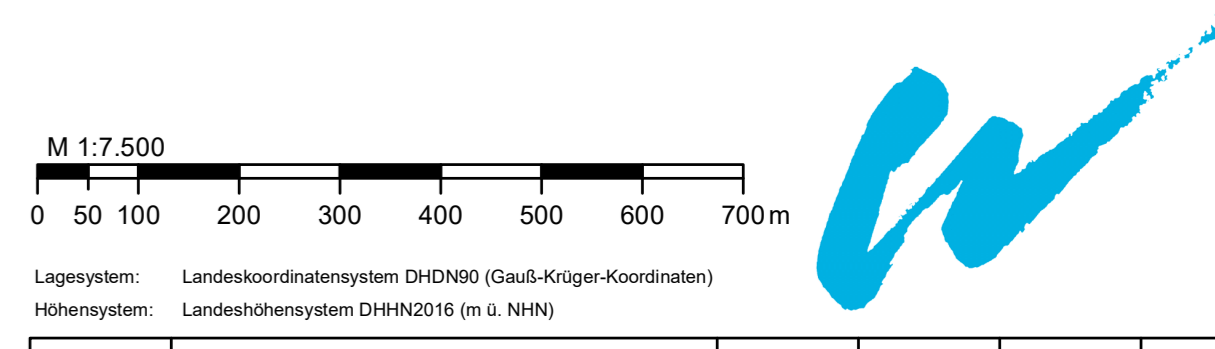 M 1:7.500
0 50 100 200 300 400 500 600 700 m
Lagesystem: Landeskoordinatensystem DHDN90 (Gauß-Krüger-Koordinaten)
Höhensystem: Landeshöhensystem DHHN2016 (m ü. NHN)